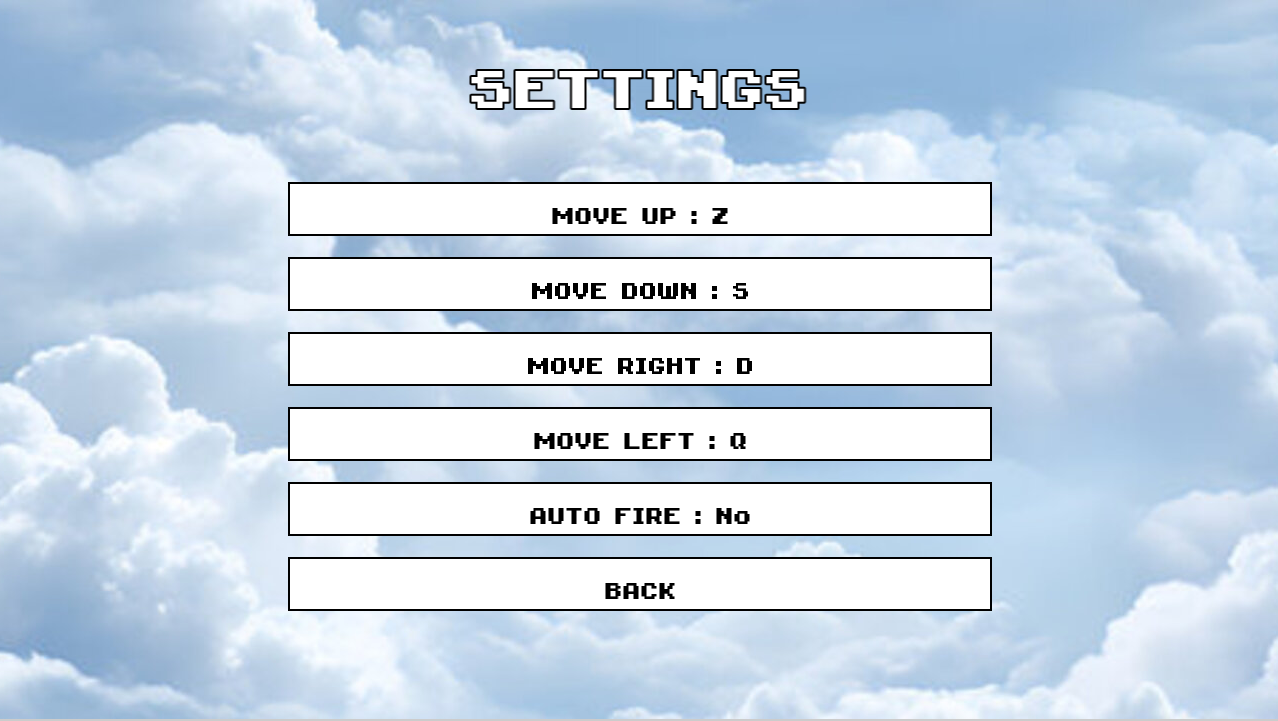 SETTINGS
MOVE UP : Z
MOVE DOWN : S
MOVE RIGHT : D
MOVE LEFT : Q
AUTO FIRE : No
BACK